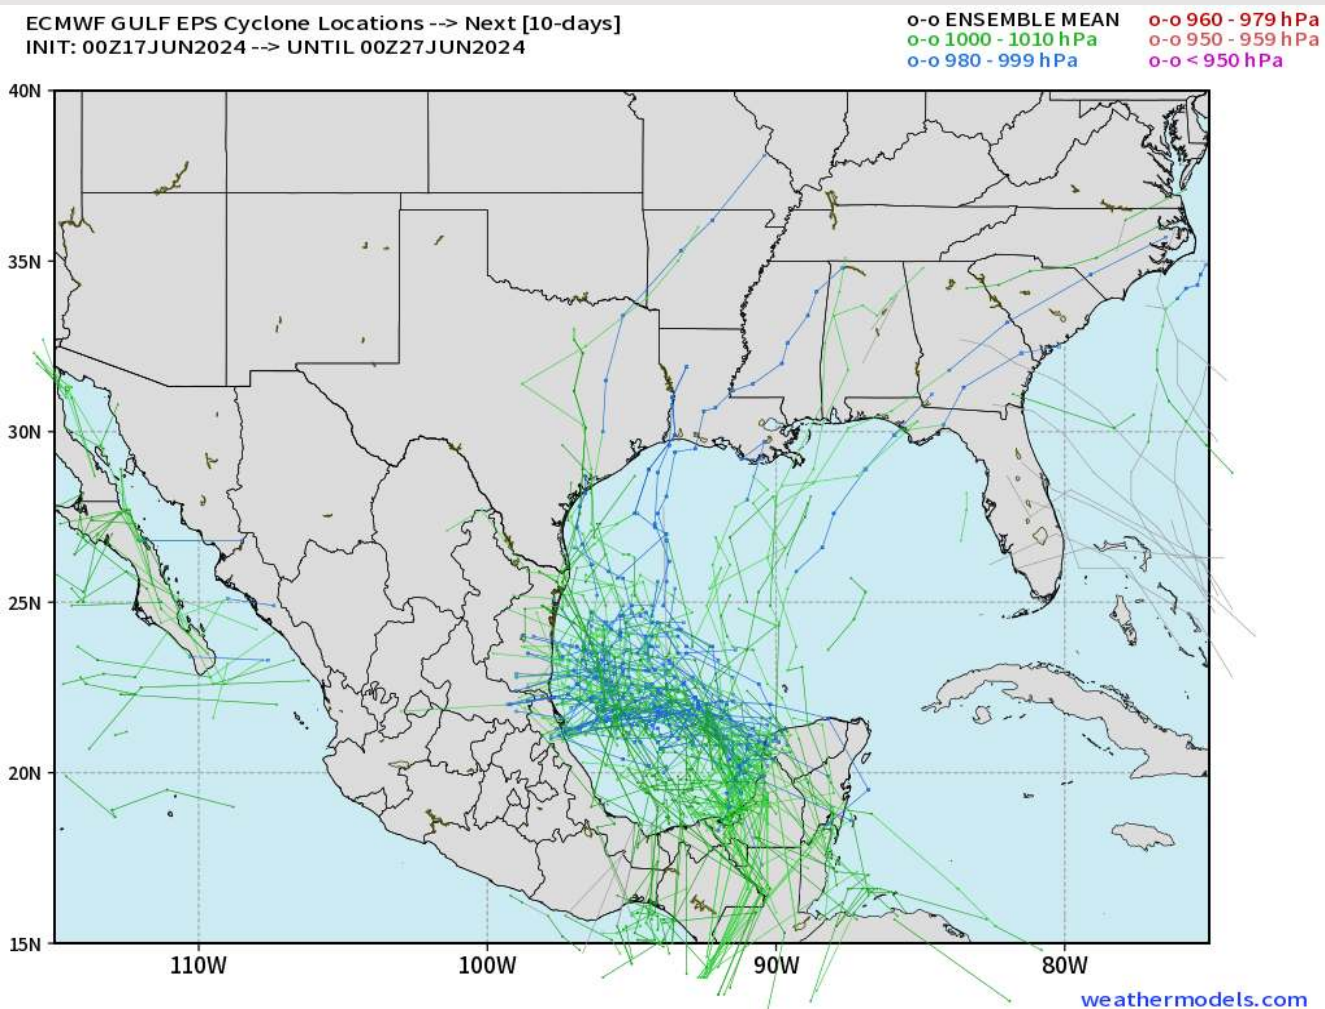 ECMWF GULF EPS Cyclone Locations --> Next [10-days]
INIT: 00Z17JUN2024 --> UNTIL 00Z27JUN2024
o-o ENSEMBLE MEAN
o-o 1000 - 1010 hPa
o-o 980 - 999 hPa
o-o 960 - 979 hPa
o-o 950 - 959 hPa
o-o < 950 hPa
40N
35N
30N
25N
20N
15N
110W
100W
90W
80W
weathermodels.com